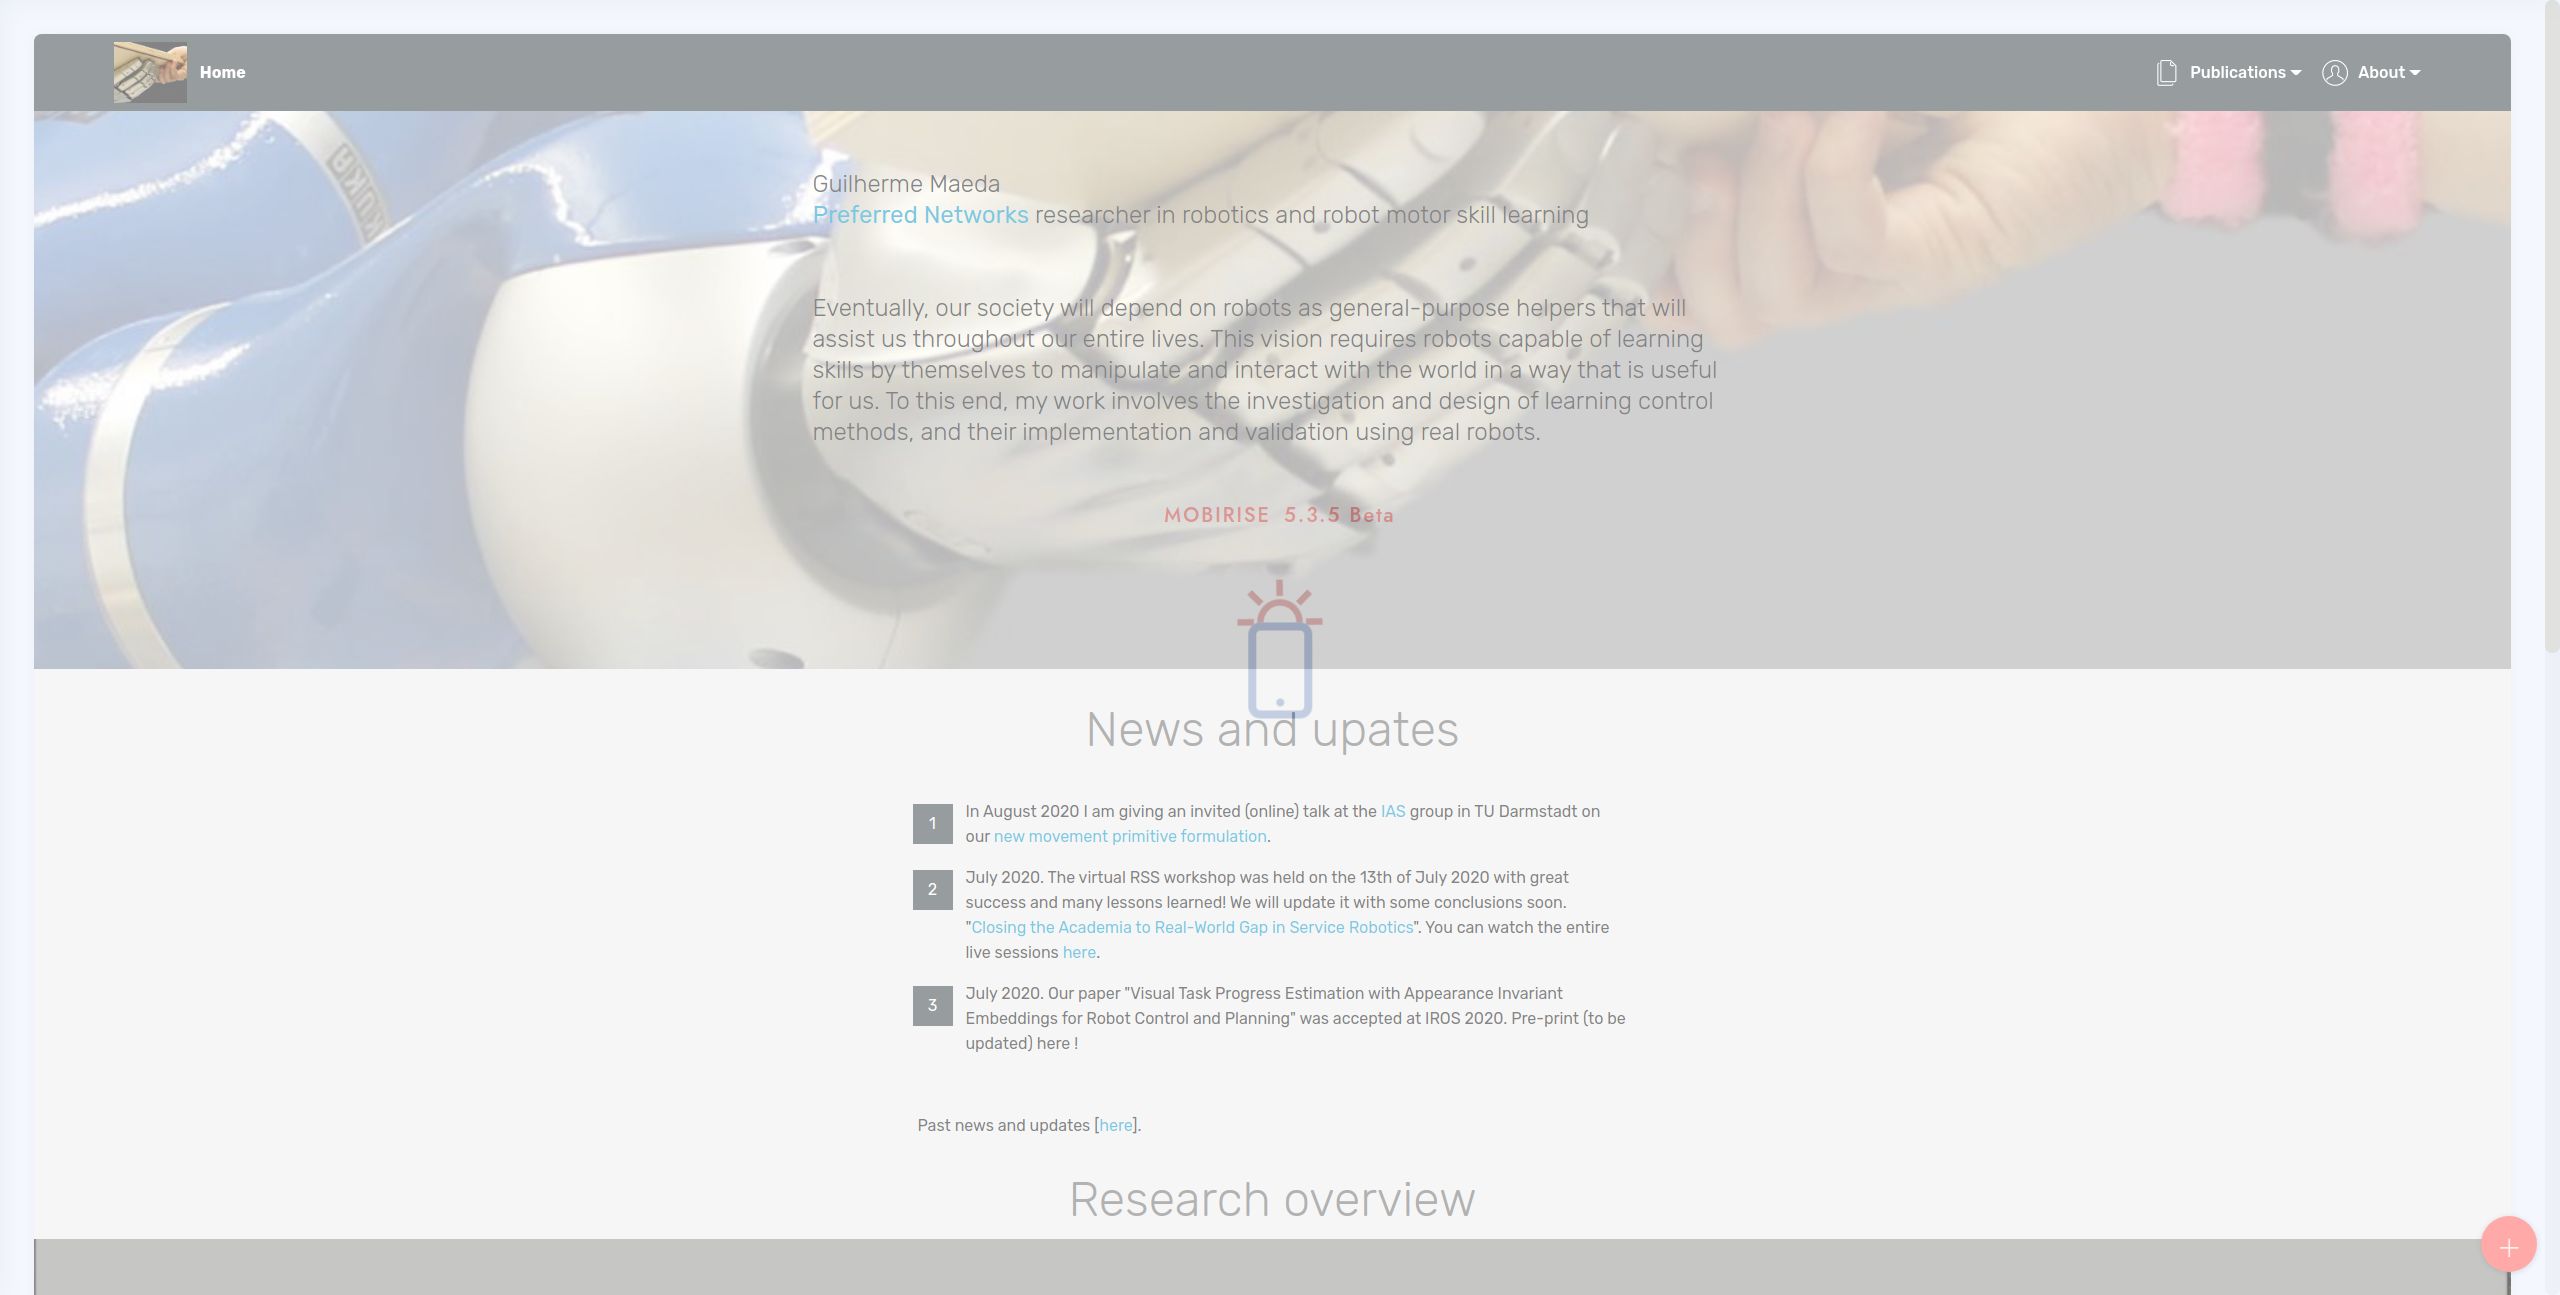 Home
Publications
About
KUKA
Guilherme Maeda
Preferred Networks researcher in robotics and robot motor skill learning
Eventually, our society will depend on robots as general-purpose helpers that will
assist us throughout our entire lives. This vision requires robots capable of learning
skills by themselves to manipulate and interact with the world in a way that is useful
for us. To this end, my work involves the investigation and design of learning control
methods, and their implementation and validation using real robots.
MOBIRISE 5.3.5 Beta
News and upates
1
In August 2020 I am giving an invited (online) talk at the IAS group in TU Darmstadt on
our new movement primitive formulation.
2
July 2020. The virtual RSS workshop was held on the 13th of July 2020 with great
success and many lessons learned! We will update it with some conclusions soon.
"Closing the Academia to Real-World Gap in Service Robotics". You can watch the entire
live sessions here.
3
July 2020. Our paper "Visual Task Progress Estimation with Appearance Invariant
Embeddings for Robot Control and Planning" was accepted at IROS 2020. Pre-print (to be
updated) here !
Past news and updates [here].
Research overview
+